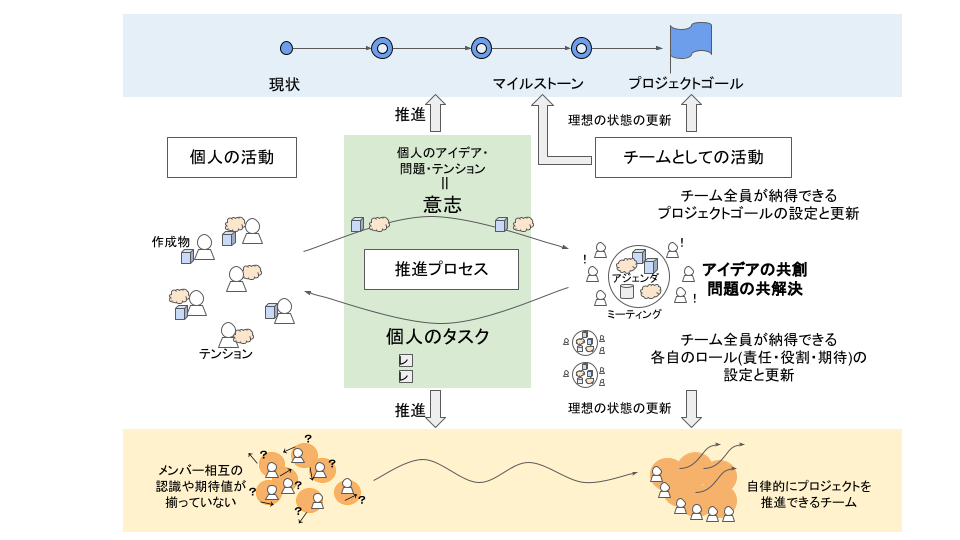 現状
マイルストーン
プロジェクトゴール
推進
理想の状態の更新
個人の活動
個人のアイデア・
問題・テンション
=
意志
チームとしての活動
チーム全員が納得できる
プロジェクトゴールの設定と更新
作成物
テンション
推進プロセス
個人のタスク
レ
レ
!
!
!
アジェンダ
ミーティング
アイデアの共創
問題の共解決
チーム全員が納得できる
各自のロール(責任・役割・期待)の
設定と更新
推進
理想の状態の更新
メンバー相互の
認識や期待値が
揃っていない
?
?
?
?
?
?
?
自律的にプロジェクトを
推進できるチーム